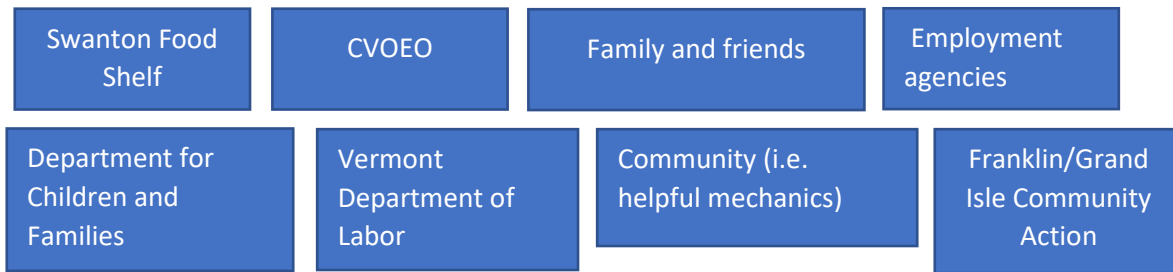 Swanton Food
Shelf
CVOEO
Family and friends
Employment
agencies
Department for
Children and
Families
Vermont
Department of
Labor
Community (i.e.
helpful mechanics)
Franklin/Grand
Isle Community
Action